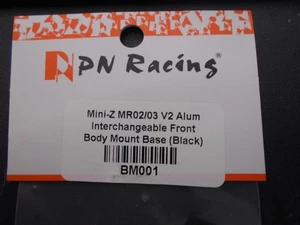 PN Racing®
Mini-Z MR02/03 V2 Alum
Interchangeable Front
Body Mount Base (Black)
BM001